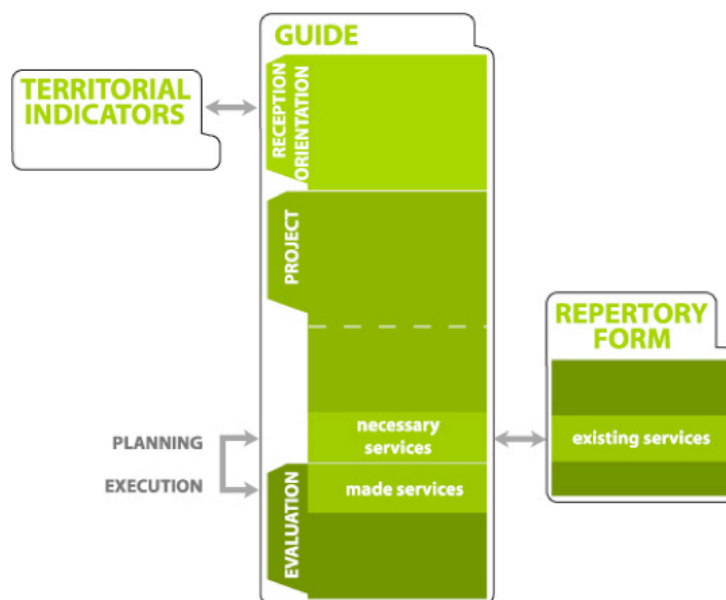 GUIDE
TERRITORIAL
INDICATORS
RECEPTION
ORIENTATION
PROJECT
REPERTORY
FORM
necessary
services
existing services
PLANNING
EXECUTION
made services
EVALUATION